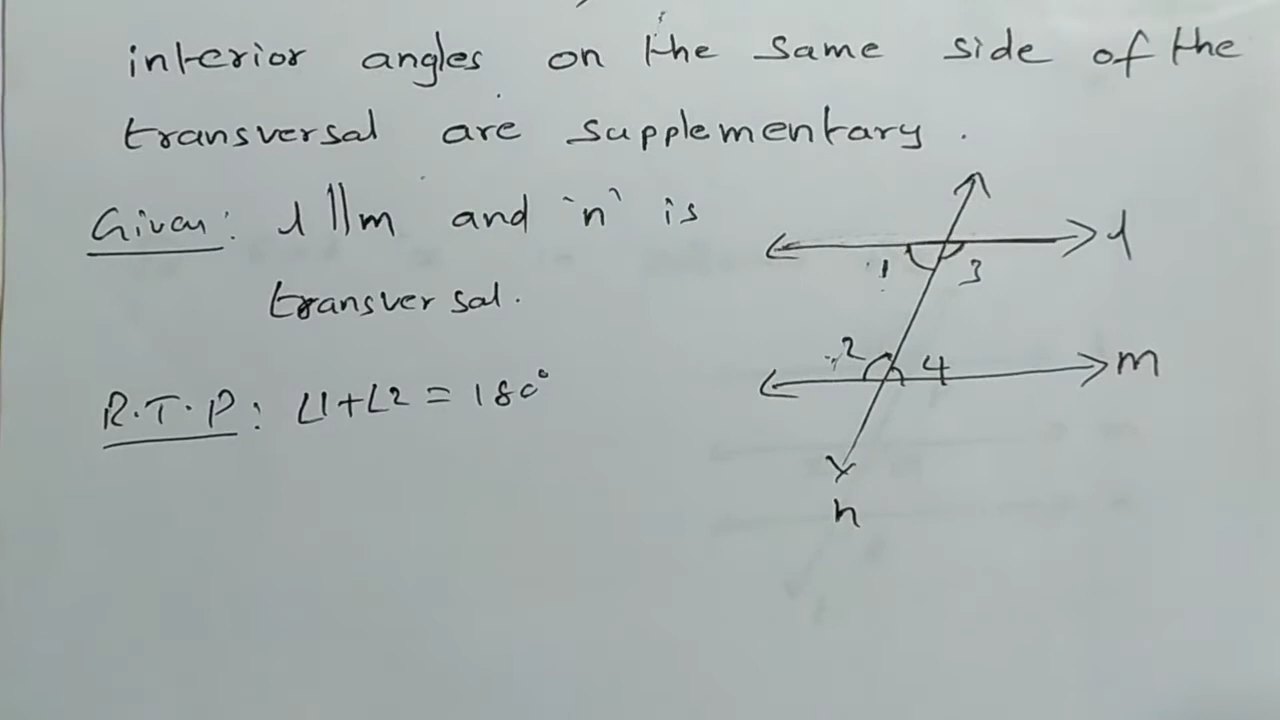 interior angles on the same side of the
transversal are supplementary.
Given: l || m and 'n' is
transversal.
R.T.P: ∠1+∠2 = 180°
l
1 3
2 4 m
n